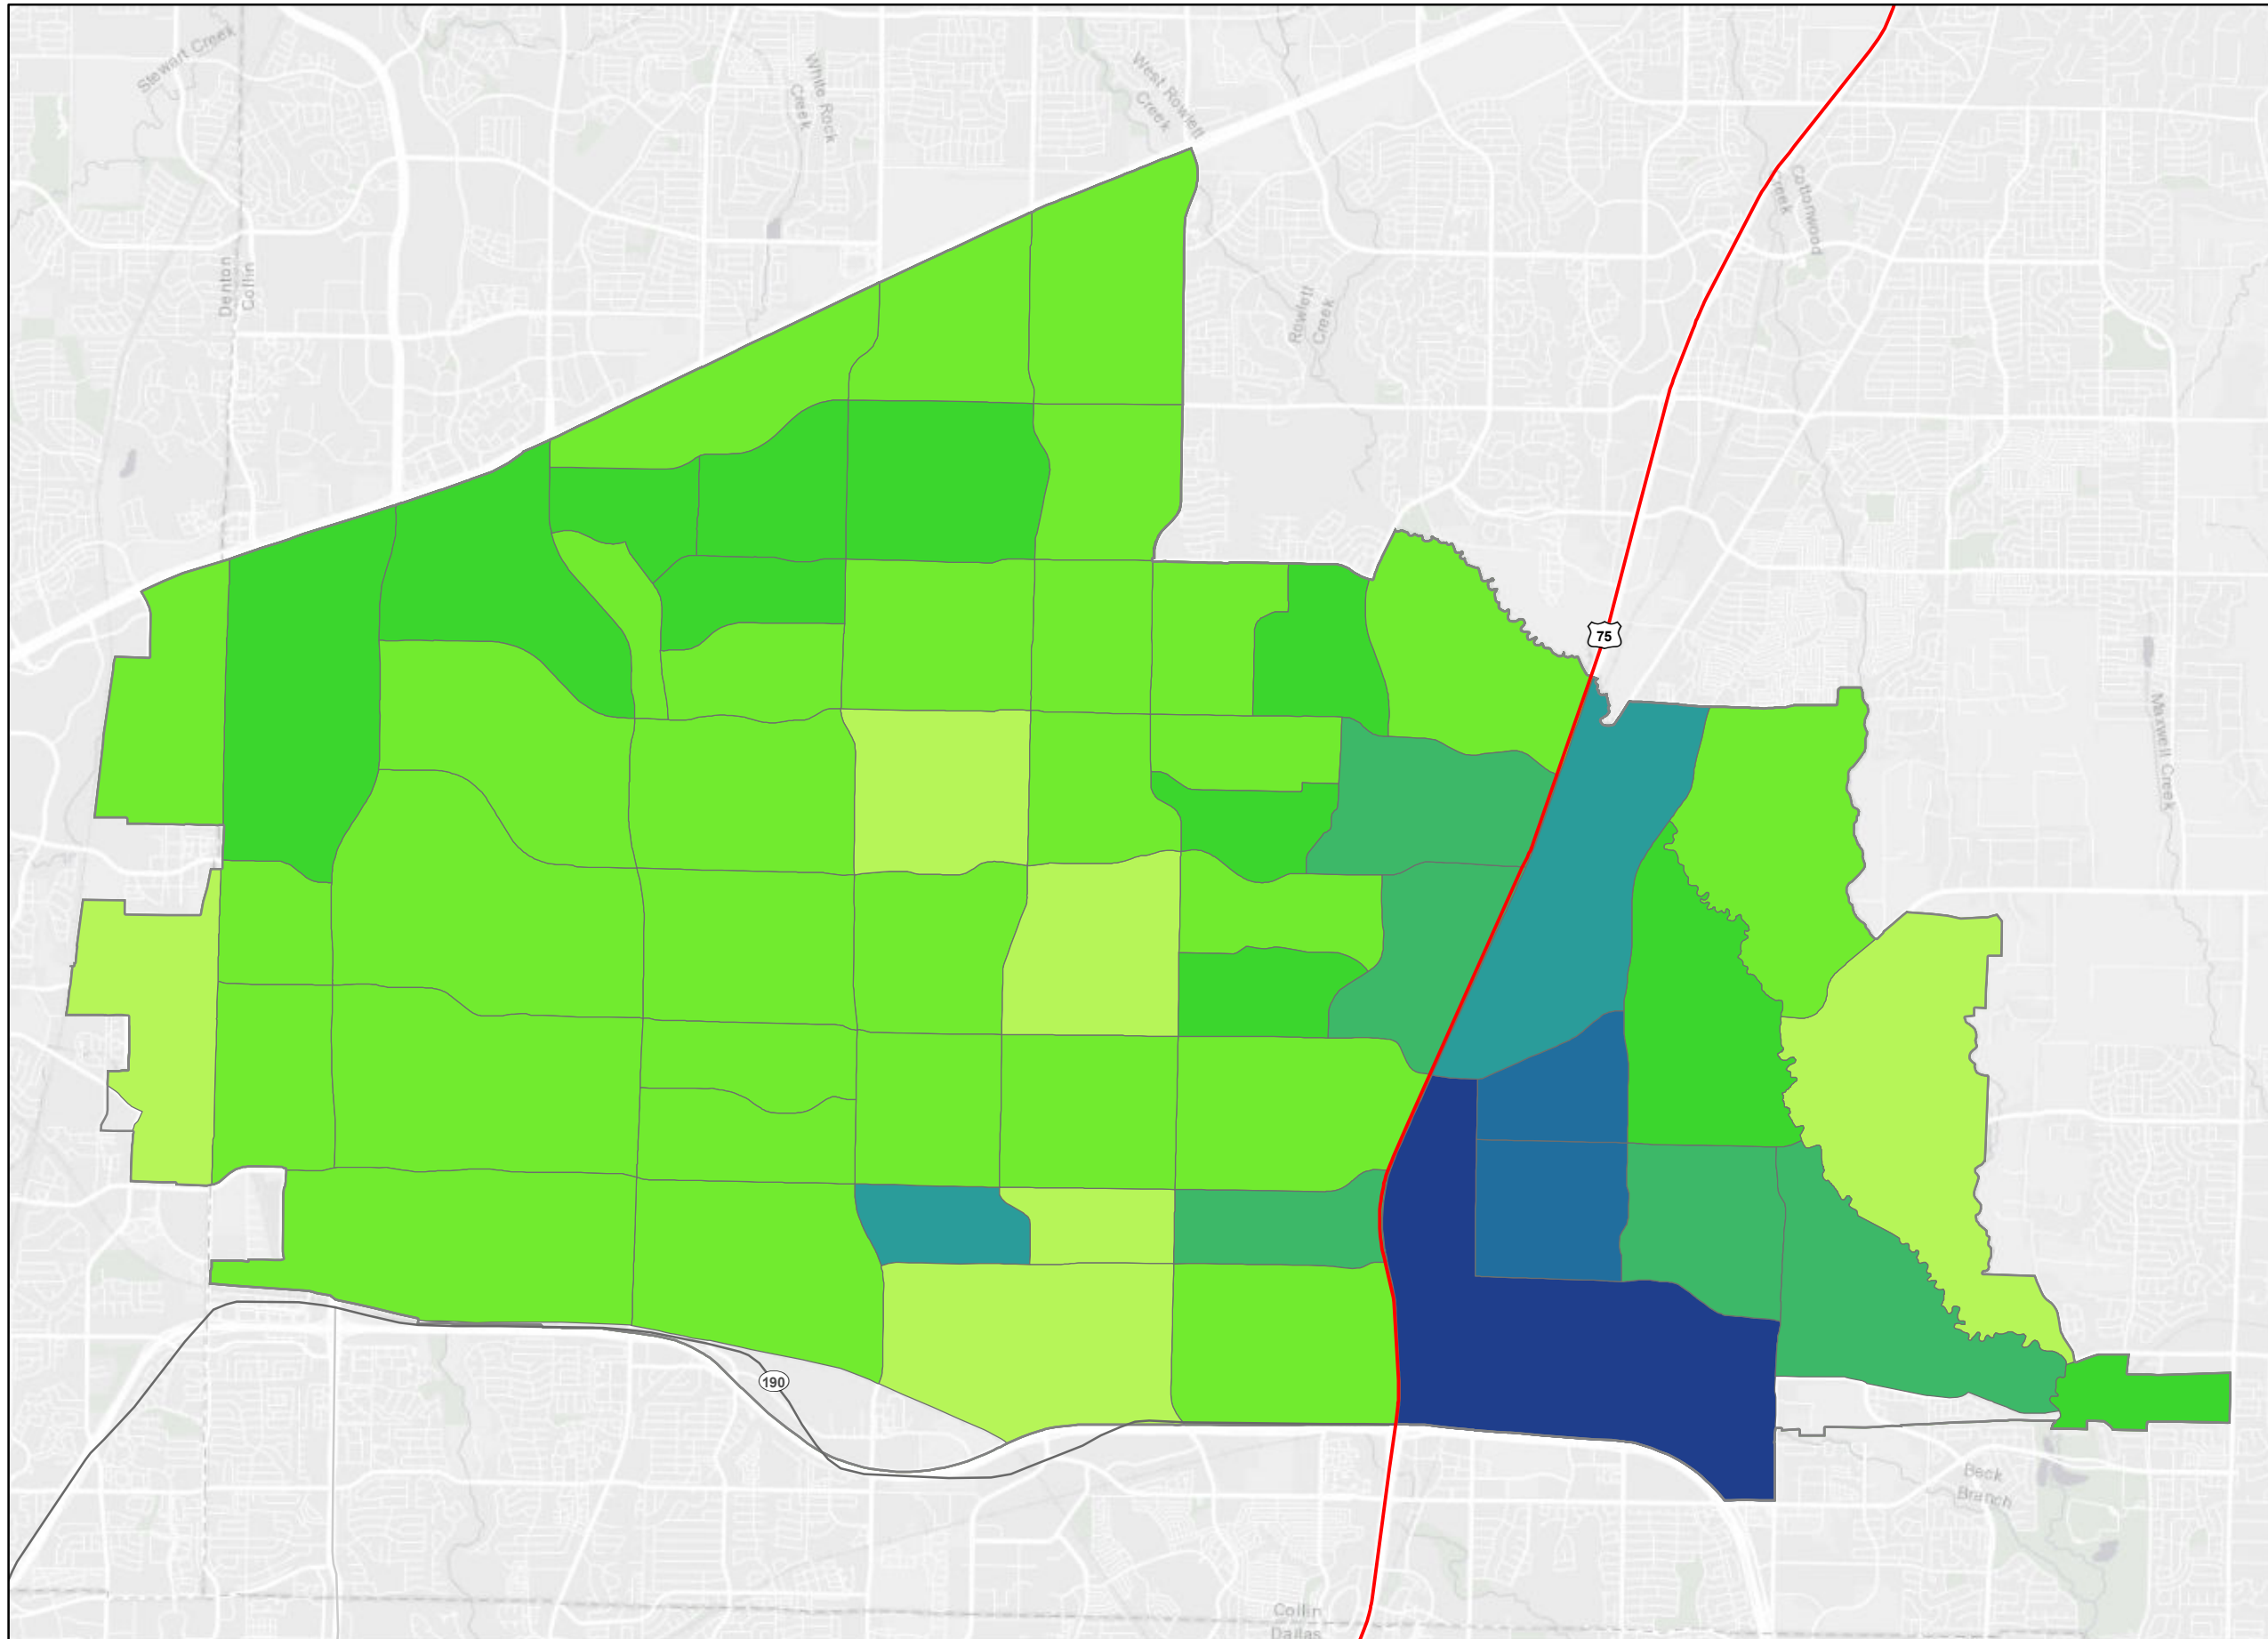 Stewart Creek
White Rock
Creek
West Rowlett
Creek
Cottonwood
Creek
Denton
Collin
Rowlett
Creek
75
Maxwell Creek
190
Beck
Branch
Collin
Dallas